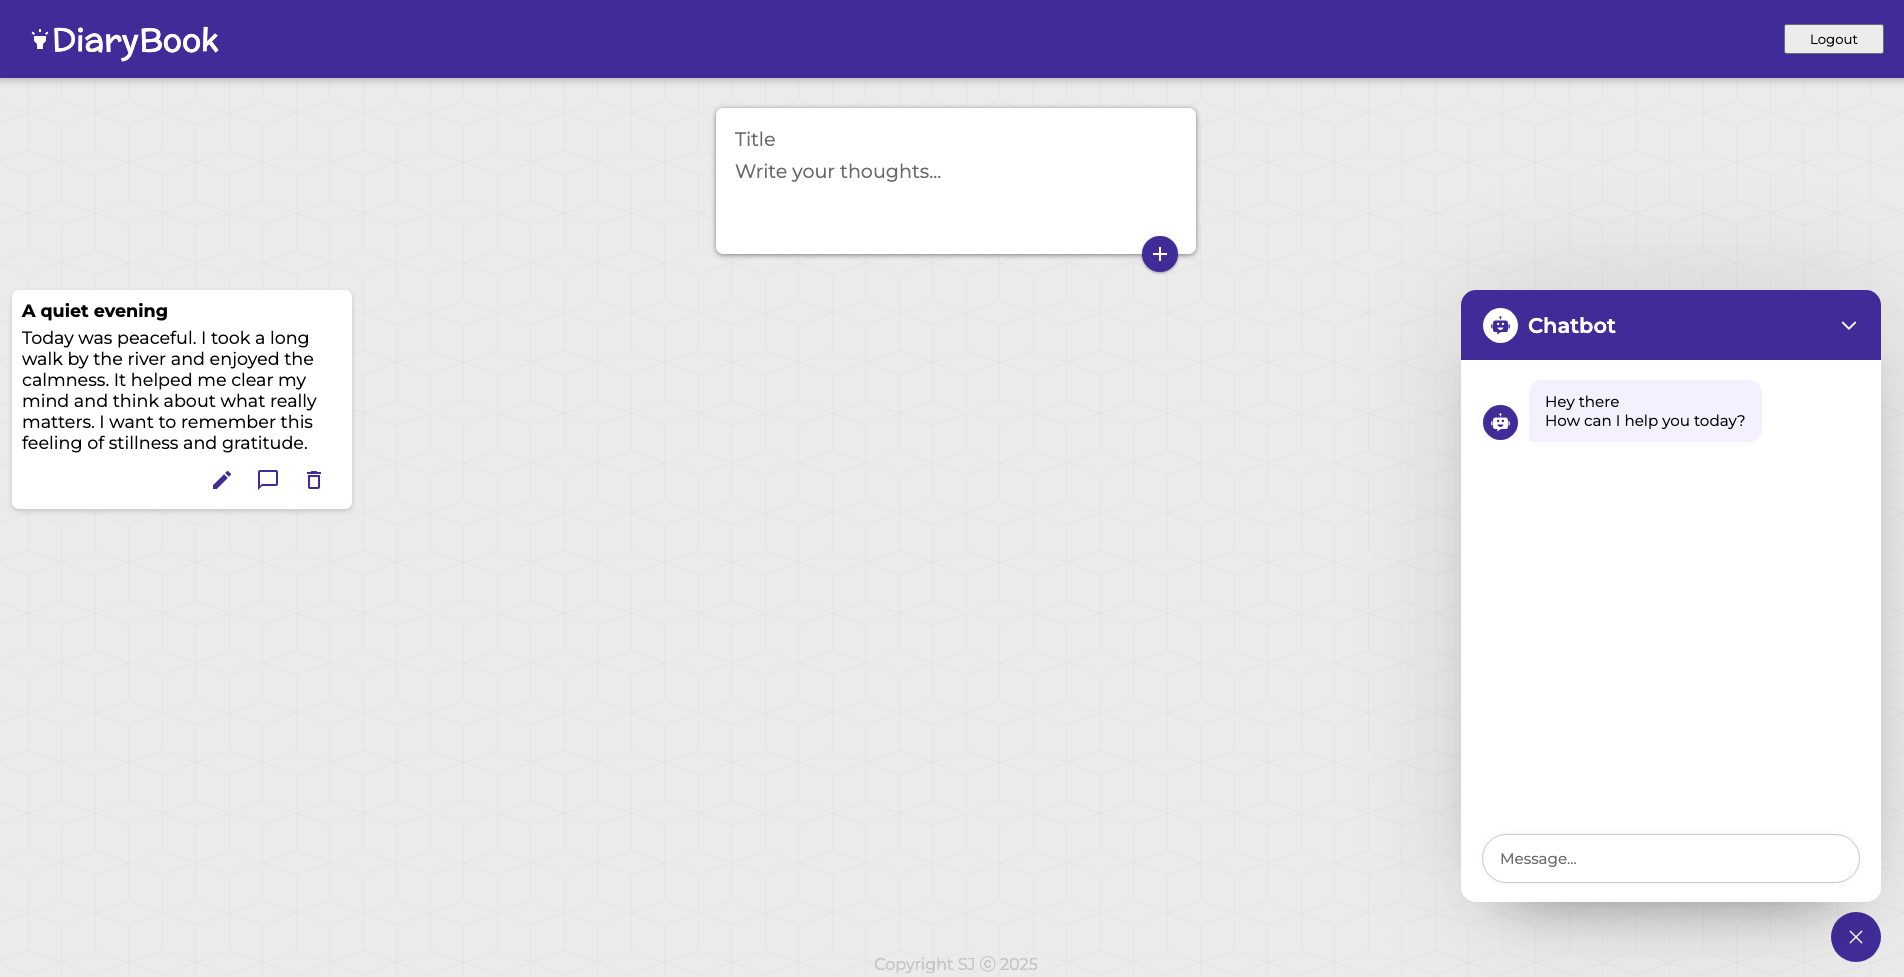 DiaryBook
Logout
Title
Write your thoughts...
A quiet evening
Today was peaceful. I took a long
walk by the river and enjoyed the
calmness. It helped me clear my
mind and think about what really
matters. I want to remember this
feeling of stillness and gratitude.
Chatbot
Hey there
How can I help you today?
Message...
Copyright SJ ⓒ 2025